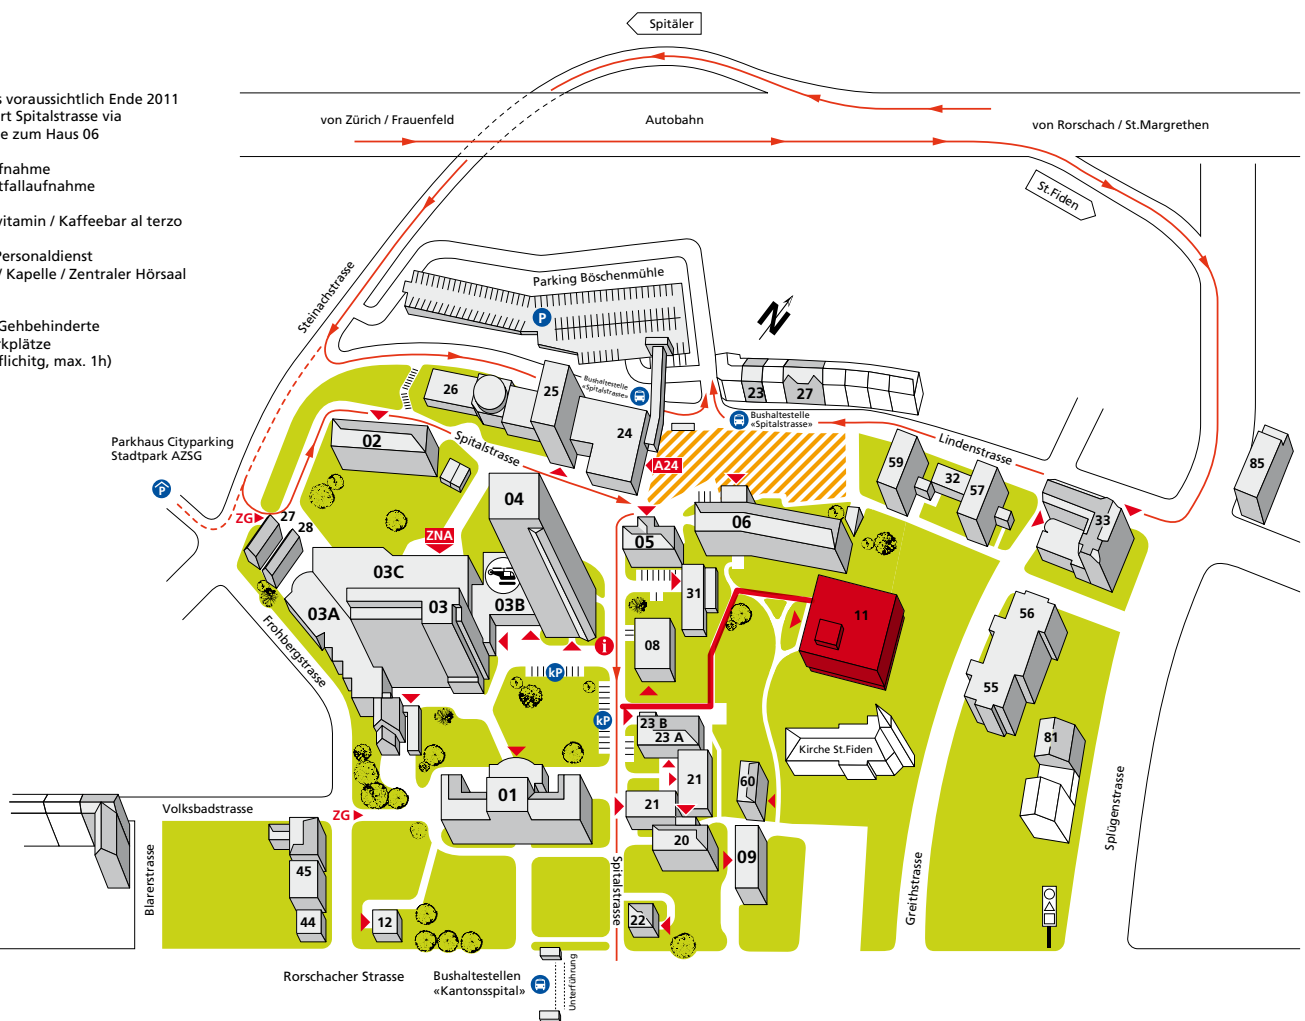 Spitäler
s voraussichtlich Ende 2011
rt Spitalstrasse via
e zum Haus 06
fnahme
tfallaufnahme
vitamin / Kaffeebar al terzo
Personaldienst
/ Kapelle / Zentraler Hörsaal
Gehbehinderte
rkplätze
flichitg, max. 1h)
von Zürich / Frauenfeld
Autobahn
von Rorschach / St.Margrethen
St.Fiden
Steinachstrasse
Parking Böschenmühle
P
N
Bushaltestelle
«Spitalstrasse»
26
25
24
23
27
Bushaltestelle
«Spitalstrasse»
Lindenstrasse
Parkhaus Cityparking
Stadtpark AZSG
P
02
Spitalstrasse
A24
59
32
57
33
85
04
ZG
27
28
ZNA
05
06
03C
03
03A
03B
31
08
11
56
55
81
i
kP
kP
Frohbergstrasse
23 B
23 A
Kirche St.Fiden
21
21
60
01
20
09
Volksbadstrasse
ZG
Blarerstrasse
45
44
12
22
Spitalstrasse
Greithstrasse
Splügenstrasse
Rorschacher Strasse
Bushaltestellen
«Kantonsspital»
Unterführung